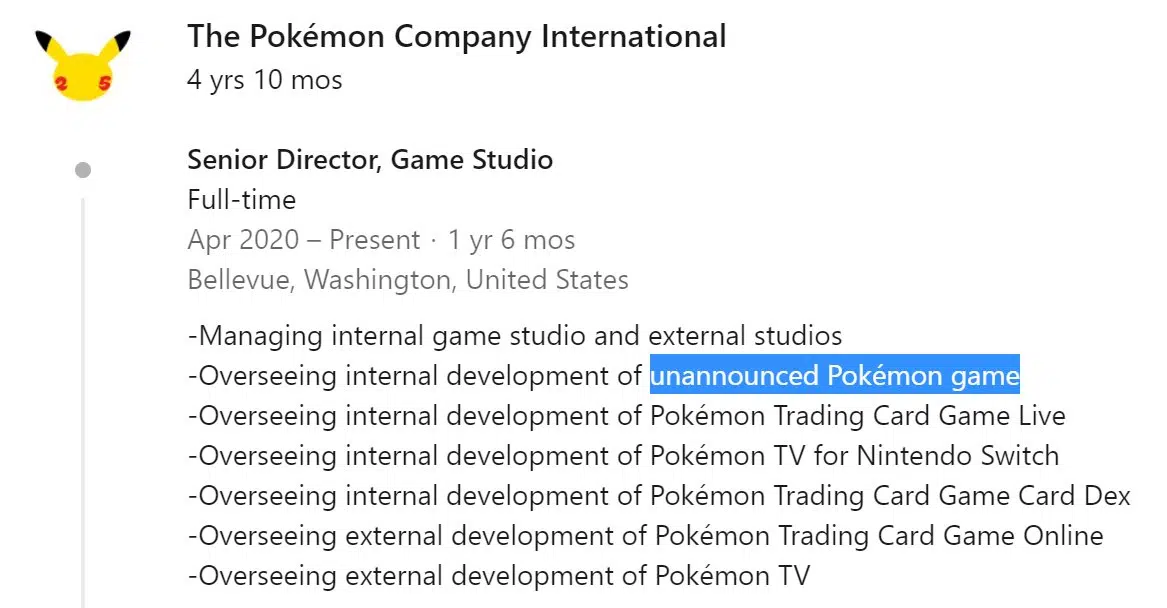 The Pokémon Company International
4 yrs 10 mos
2 5
Senior Director, Game Studio
Full-time
Apr 2020 – Present · 1 yr 6 mos
Bellevue, Washington, United States
-Managing internal game studio and external studios
-Overseeing internal development of unannounced Pokémon game
-Overseeing internal development of Pokémon Trading Card Game Live
-Overseeing internal development of Pokémon TV for Nintendo Switch
-Overseeing internal development of Pokémon Trading Card Game Card Dex
-Overseeing external development of Pokémon Trading Card Game Online
-Overseeing external development of Pokémon TV